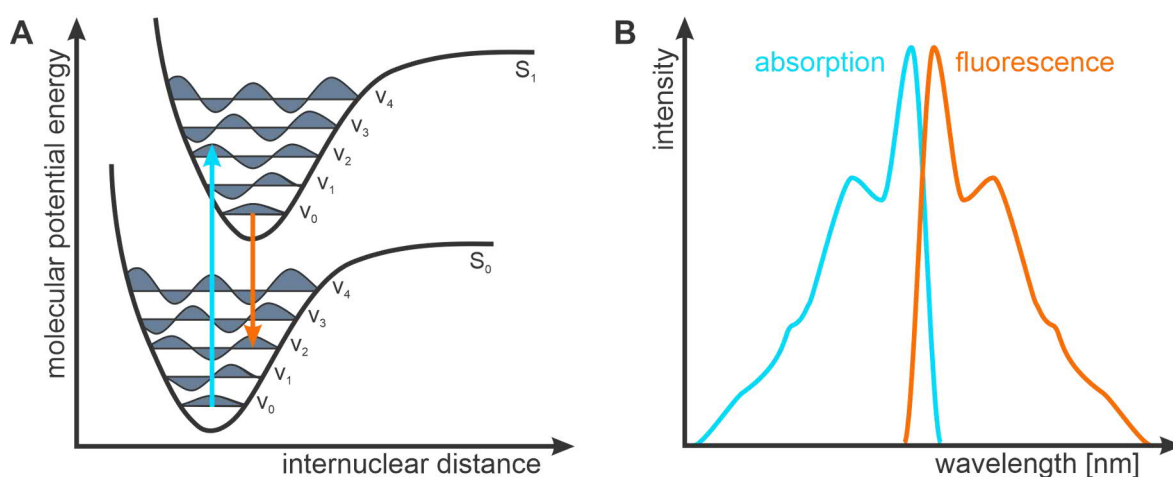 A
molecular potential energy
S₁
v₄
v₃
v₂
v₁
v₀
S₀
v₄
v₃
v₂
v₁
v₀
internuclear distance
B
intensity
absorption
fluorescence
wavelength [nm]